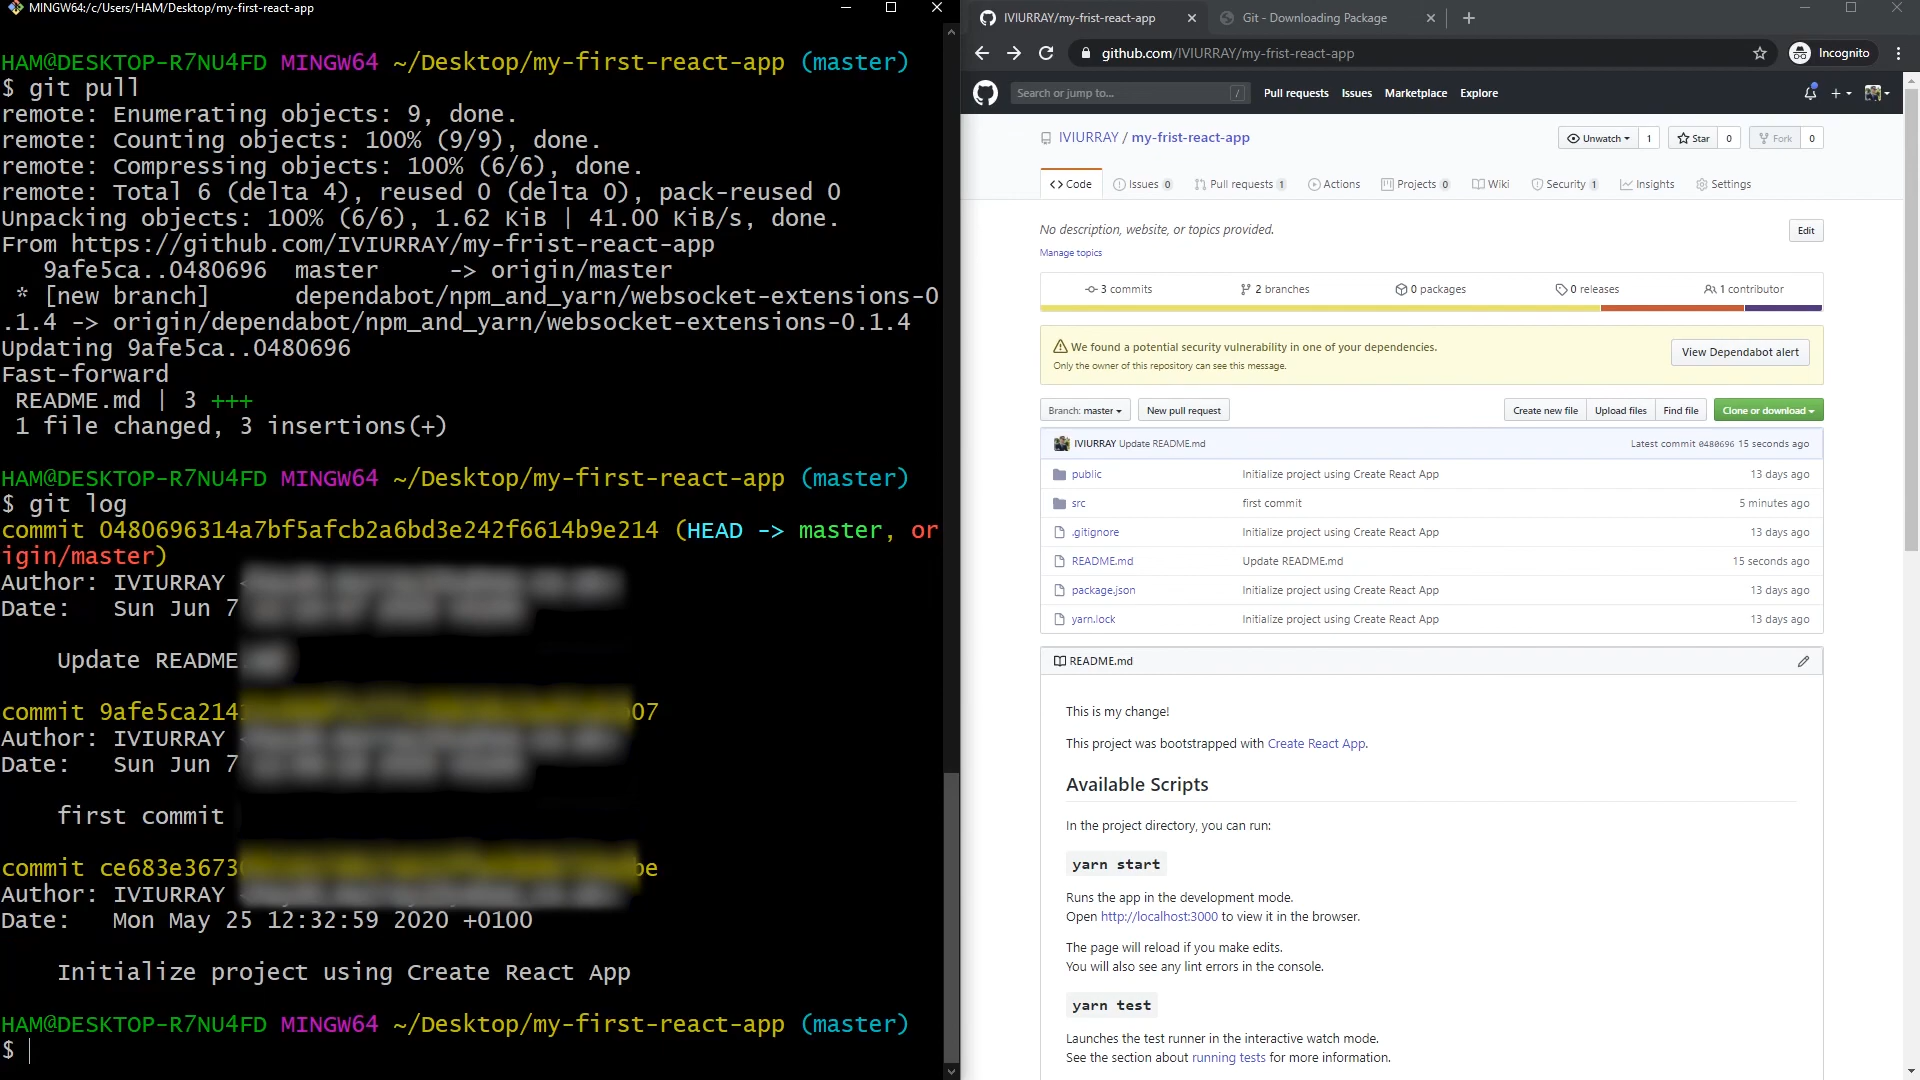 MINGW64:/c/Users/HAM/Desktop/my-first-react-app
HAM@DESKTOP-R7NU4FD MINGW64 ~/Desktop/my-first-react-app (master)
$ git pull
remote: Enumerating objects: 9, done.
remote: Counting objects: 100% (9/9), done.
remote: Compressing objects: 100% (6/6), done.
remote: Total 6 (delta 4), reused 0 (delta 0), pack-reused 0
Unpacking objects: 100% (6/6), 1.62 KiB | 41.00 KiB/s, done.
From https://github.com/IVIURRAY/my-frist-react-app
9afe5ca..0480696 master -> origin/master
* [new branch] dependabot/npm_and_yarn/websocket-extensions-0
.1.4 -> origin/dependabot/npm_and_yarn/websocket-extensions-0.1.4
Updating 9afe5ca..0480696
Fast-forward
README.md | 3 +++
1 file changed, 3 insertions(+)
HAM@DESKTOP-R7NU4FD MINGW64 ~/Desktop/my-first-react-app (master)
$ git log
commit 0480696314a7bf5afcb2a6bd3e242f6614b9e214 (HEAD -> master, or
igin/master)
Author: IVIURRAY
Date: Sun Jun 7
Update README
commit 9afe5ca214 07
Author: IVIURRAY
Date: Sun Jun 7
first commit
commit ce683e3673 be
Author: IVIURRAY
Date: Mon May 25 12:32:59 2020 +0100
Initialize project using Create React App
HAM@DESKTOP-R7NU4FD MINGW64 ~/Desktop/my-first-react-app (master)
$
IVIURRAY/my-frist-react-app
Git - Downloading Package
github.com/IVIURRAY/my-frist-react-app
Incognito
Search or jump to... /
Pull requests Issues Marketplace Explore
IVIURRAY / my-frist-react-app
Unwatch 1 Star 0 Fork 0
Code Issues 0 Pull requests 1 Actions Projects 0 Wiki Security 1 Insights Settings
No description, website, or topics provided.
Edit
Manage topics
3 commits 2 branches 0 packages 0 releases 1 contributor
We found a potential security vulnerability in one of your dependencies.
Only the owner of this repository can see this message.
View Dependabot alert
Branch: master New pull request Create new file Upload files Find file Clone or download
IVIURRAY Update README.md Latest commit 0480696 15 seconds ago
public Initialize project using Create React App 13 days ago
src first commit 5 minutes ago
.gitignore Initialize project using Create React App 13 days ago
README.md Update README.md 15 seconds ago
package.json Initialize project using Create React App 13 days ago
yarn.lock Initialize project using Create React App 13 days ago
README.md
This is my change!
This project was bootstrapped with Create React App.
Available Scripts
In the project directory, you can run:
yarn start
Runs the app in the development mode.
Open http://localhost:3000 to view it in the browser.
The page will reload if you make edits.
You will also see any lint errors in the console.
yarn test
Launches the test runner in the interactive watch mode.
See the section about running tests for more information.